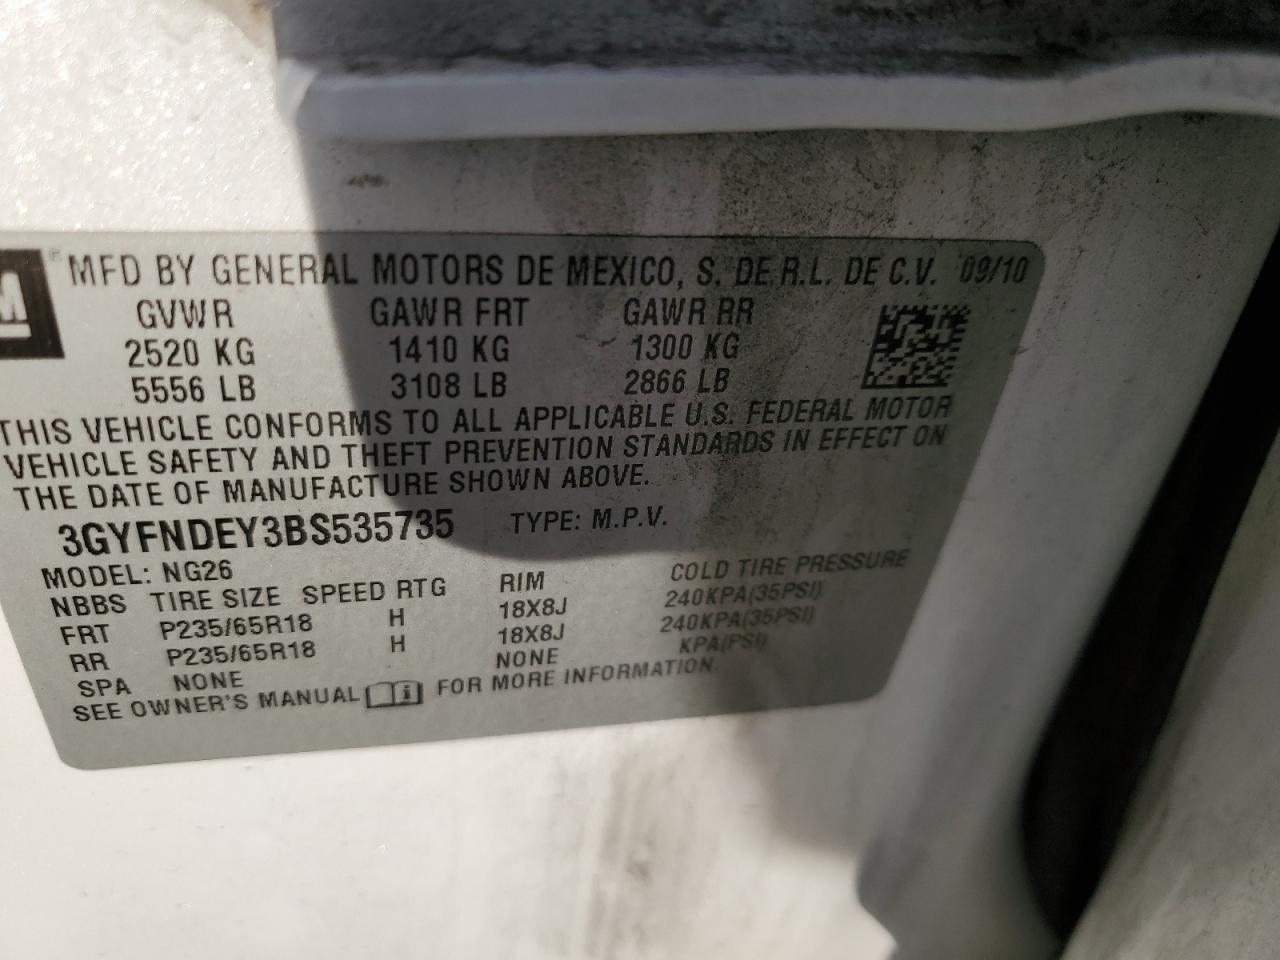 M
MFD BY GENERAL MOTORS DE MEXICO, S. DE R.L. DE C.V. 09/10
GVWR GAWR FRT GAWR RR
2520 KG 1410 KG 1300 KG
5556 LB 3108 LB 2866 LB
THIS VEHICLE CONFORMS TO ALL APPLICABLE U.S. FEDERAL MOTOR
VEHICLE SAFETY AND THEFT PREVENTION STANDARDS IN EFFECT ON
THE DATE OF MANUFACTURE SHOWN ABOVE.
3GYFNDEY3BS535735 TYPE: M.P.V.
MODEL: NG26
NBBS TIRE SIZE SPEED RTG RIM COLD TIRE PRESSURE
FRT P235/65R18 H 18X8J 240KPA(35PSI)
RR P235/65R18 H 18X8J 240KPA(35PSI)
SPA NONE NONE KPA(PSI)
SEE OWNER'S MANUAL FOR MORE INFORMATION.